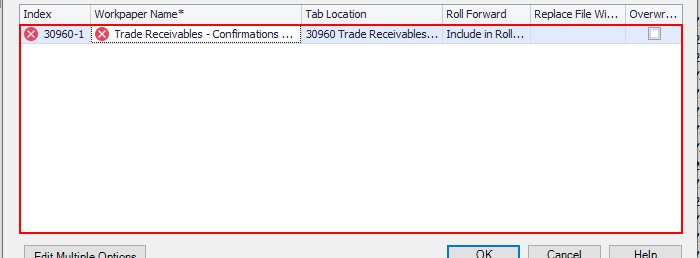 Index Workpaper Name* Tab Location Roll Forward Replace File Wi... Overwr...
30960-1 Trade Receivables - Confirmations ... 30960 Trade Receivables... Include in Roll...
Edit Multiple Options OK Cancel Help